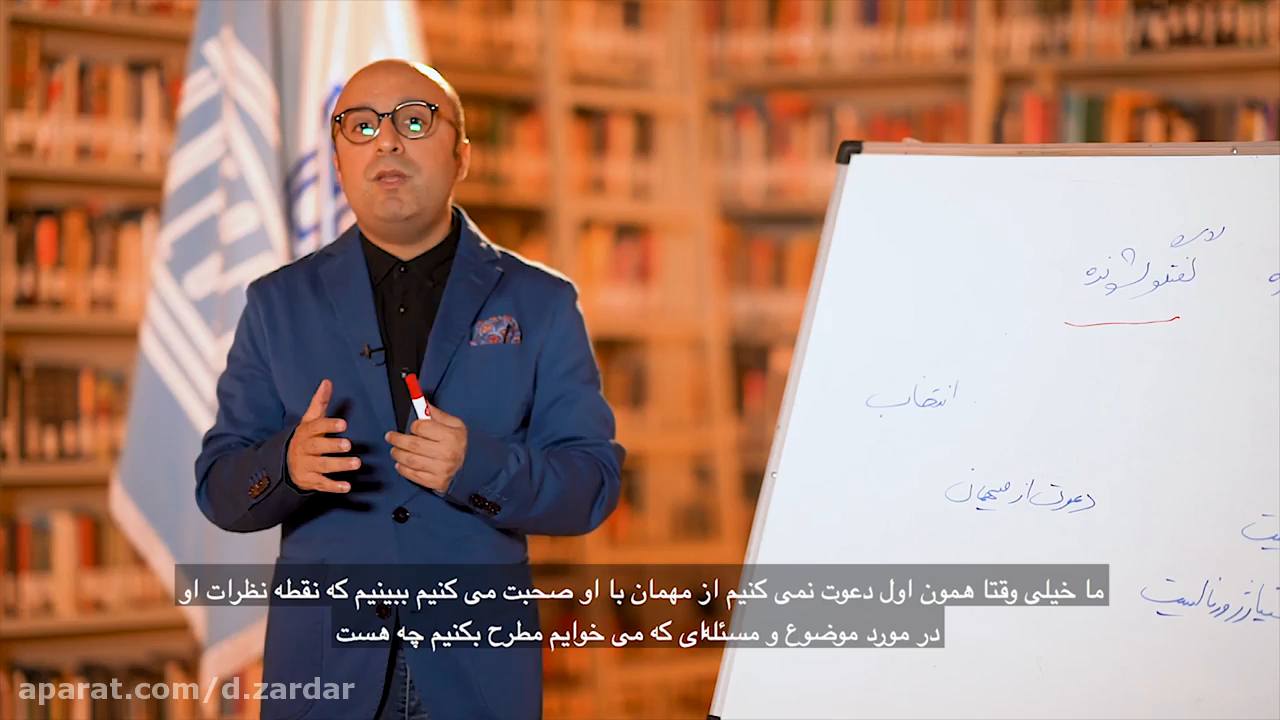 گفتگو شونده
انتخاب
دعوت از میهمان
ما خیلی وقتا همون اول دعوت نمی کنیم از مهمان با او صحبت می کنیم ببینیم که نقطه نظرات او
در مورد موضوع و مسئله‌ای که می خوایم مطرح بکنیم چه هست
aparat.com/d.zardar